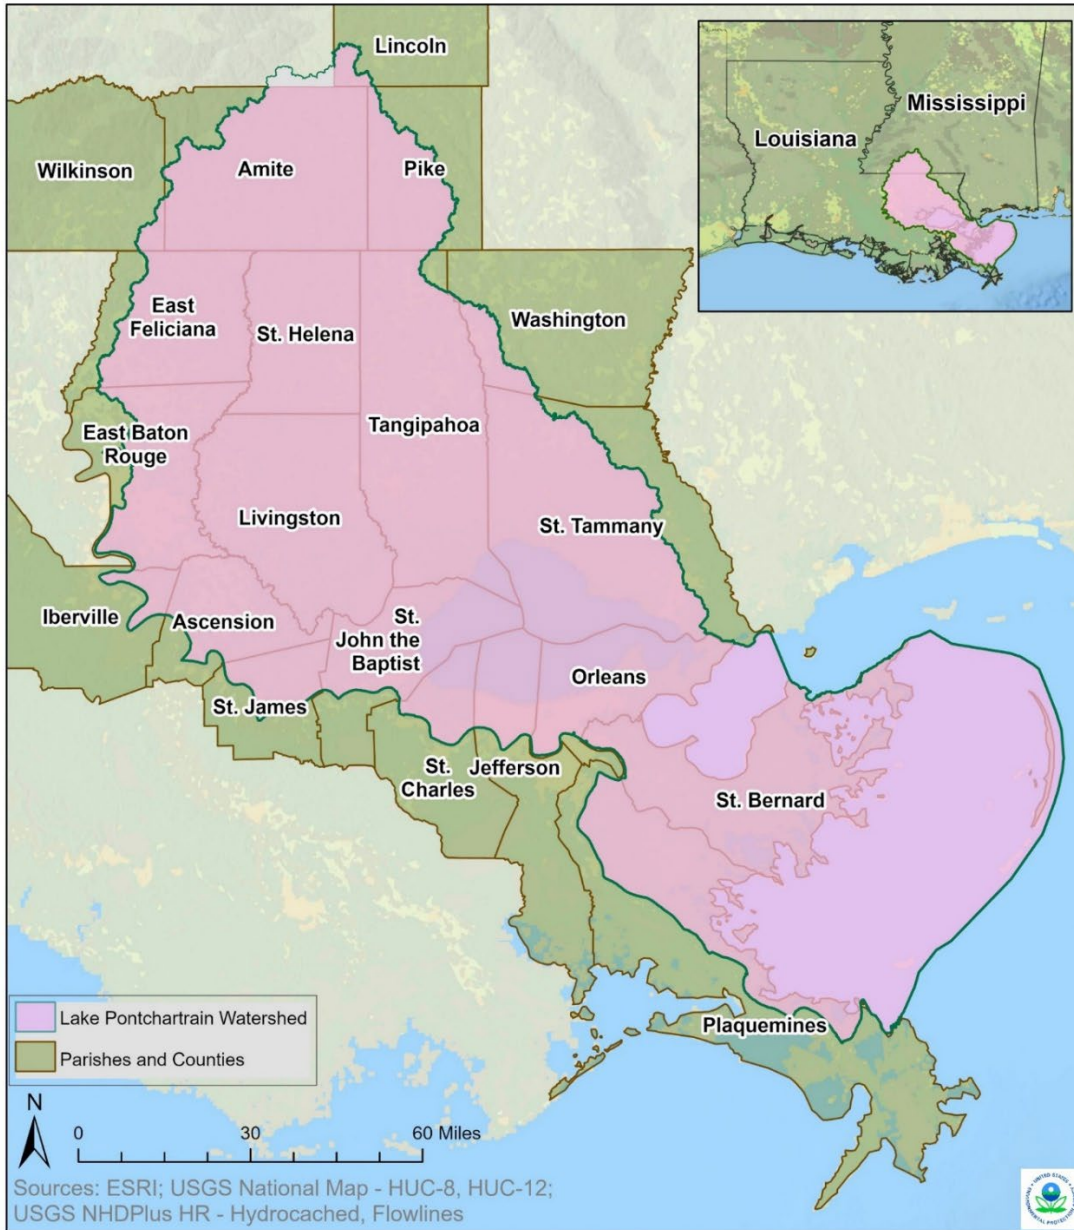 Lincoln
Wilkinson
Amite
Pike
Louisiana
Mississippi
East
Feliciana
St. Helena
Washington
East Baton
Rouge
Tangipahoa
Livingston
St. Tammany
Iberville
Ascension
St.
John the
Baptist
Orleans
St. James
St.
Charles
Jefferson
St. Bernard
Plaquemines
Lake Pontchartrain Watershed
Parishes and Counties
N
0
30
60 Miles
Sources: ESRI; USGS National Map - HUC-8, HUC-12;
USGS NHDPlus HR - Hydrocached, Flowlines